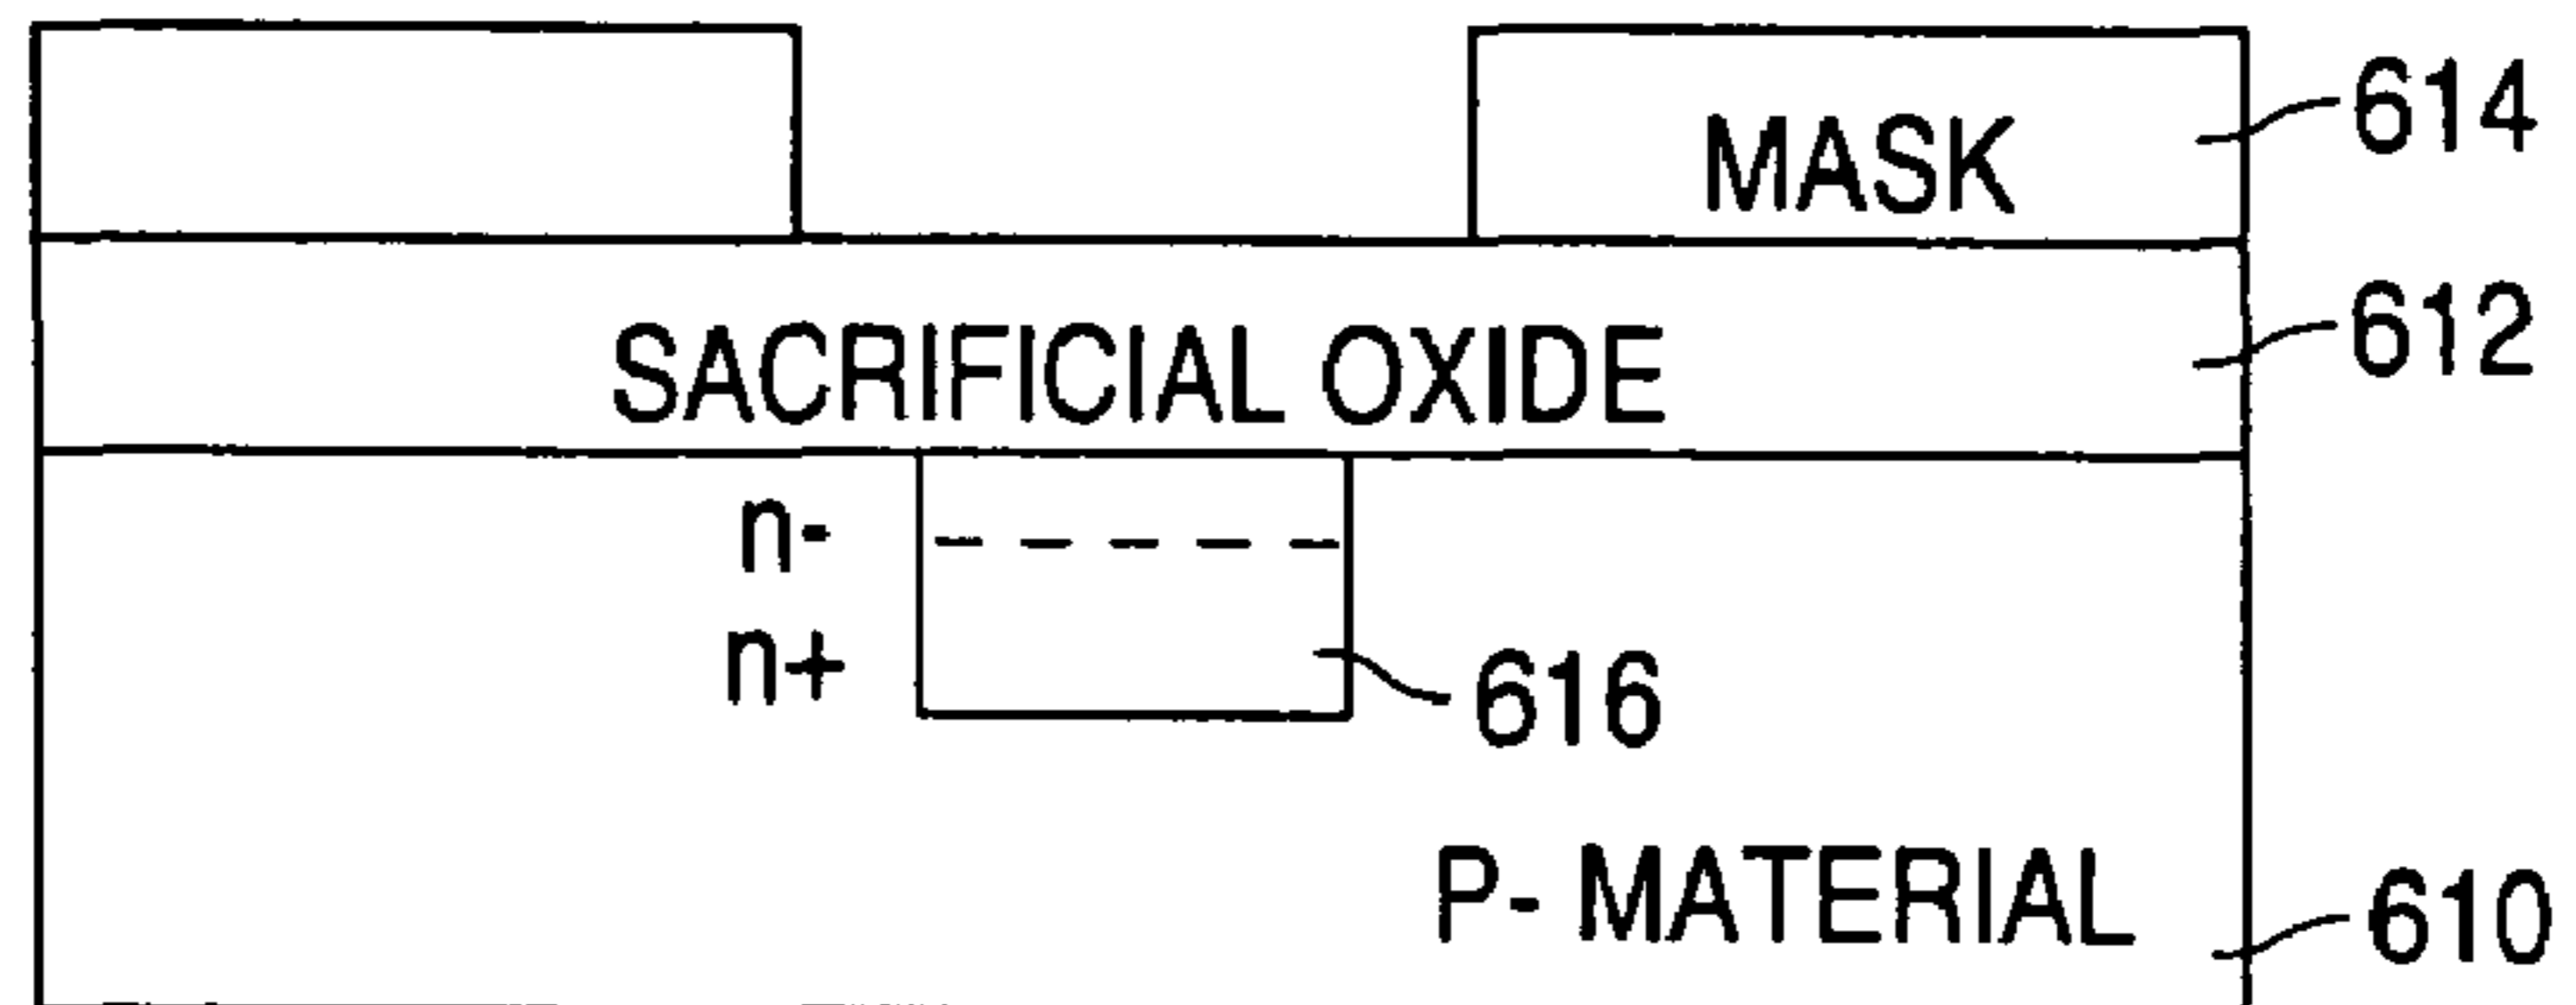 MASK
614
SACRIFICIAL OXIDE
612
n-
n+
616
P- MATERIAL
610